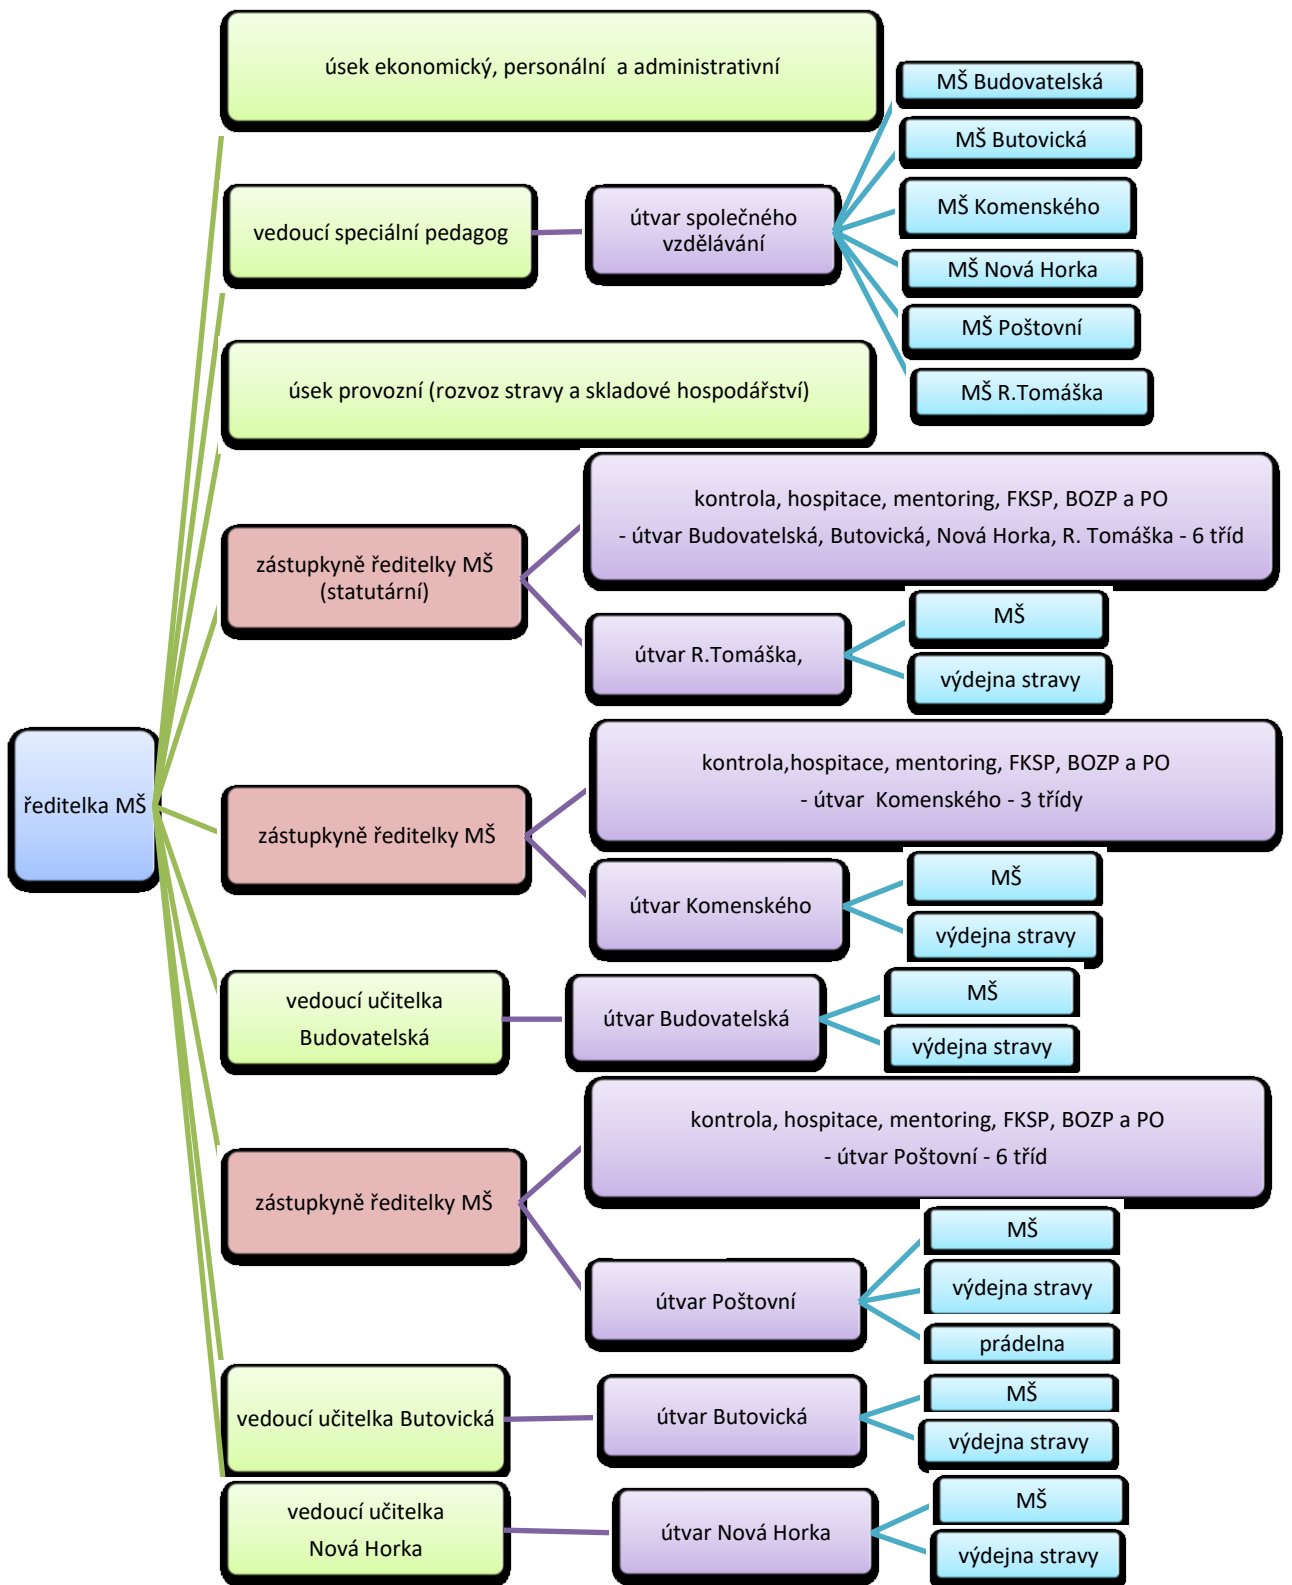 úsek ekonomický, personální  a administrativní
MŠ Budovatelská
MŠ Butovická
vedoucí speciální pedagog
útvar společného
vzdělávání
MŠ Komenského
MŠ Nová Horka
MŠ Poštovní
MŠ R.Tomáška
úsek provozní (rozvoz stravy a skladové hospodářství)
zástupkyně ředitelky MŠ
(statutární)
kontrola, hospitace, mentoring, FKSP, BOZP a PO
- útvar Budovatelská, Butovická, Nová Horka, R. Tomáška - 6 tříd
útvar R.Tomáška,
MŠ
výdejna stravy
ředitelka MŠ
zástupkyně ředitelky MŠ
kontrola,hospitace, mentoring, FKSP, BOZP a PO
- útvar  Komenského - 3 třídy
útvar Komenského
MŠ
výdejna stravy
vedoucí učitelka
Budovatelská
útvar Budovatelská
MŠ
výdejna stravy
zástupkyně ředitelky MŠ
kontrola, hospitace, mentoring, FKSP, BOZP a PO
- útvar Poštovní - 6 tříd
útvar Poštovní
MŠ
výdejna stravy
prádelna
vedoucí učitelka Butovická
útvar Butovická
MŠ
výdejna stravy
vedoucí učitelka
Nová Horka
útvar Nová Horka
MŠ
výdejna stravy